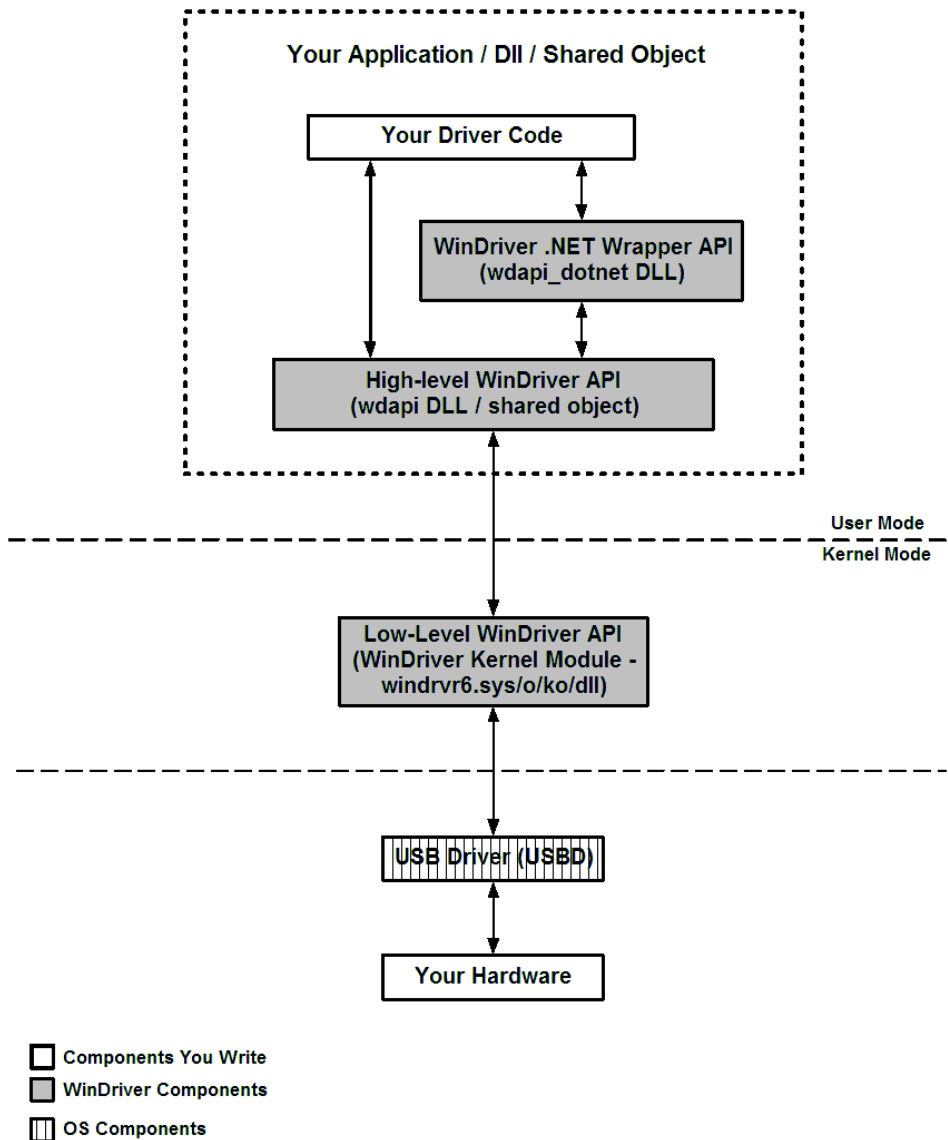 Your Application / Dll / Shared Object
Your Driver Code
WinDriver .NET Wrapper API
(wdapi_dotnet DLL)
High-level WinDriver API
(wdapi DLL / shared object)
User Mode
Kernel Mode
Low-Level WinDriver API
(WinDriver Kernel Module -
windrvr6.sys/o/ko/dll)
USB Driver (USBD)
Your Hardware
Components You Write
WinDriver Components
OS Components